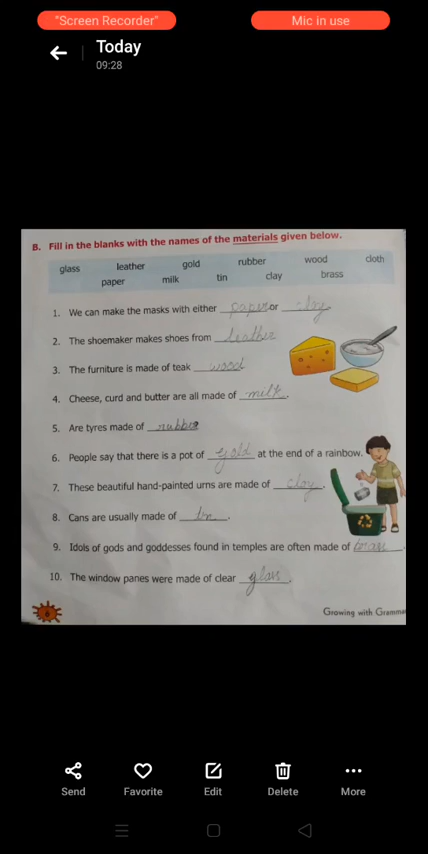 "Screen Recorder"
Mic in use
Today
09:28
B. Fill in the blanks with the names of the materials given below.
glass leather gold rubber wood cloth
paper milk tin clay brass
1. We can make the masks with either paper or clay.
2. The shoemaker makes shoes from leather
3. The furniture is made of teak wood
4. Cheese, curd and butter are all made of milk.
5. Are tyres made of rubber
6. People say that there is a pot of gold at the end of a rainbow.
7. These beautiful hand-painted urns are made of clay.
8. Cans are usually made of tin.
9. Idols of gods and goddesses found in temples are often made of brass.
10. The window panes were made of clear glass.
6
Growing with Gramma
Send Favorite Edit Delete More